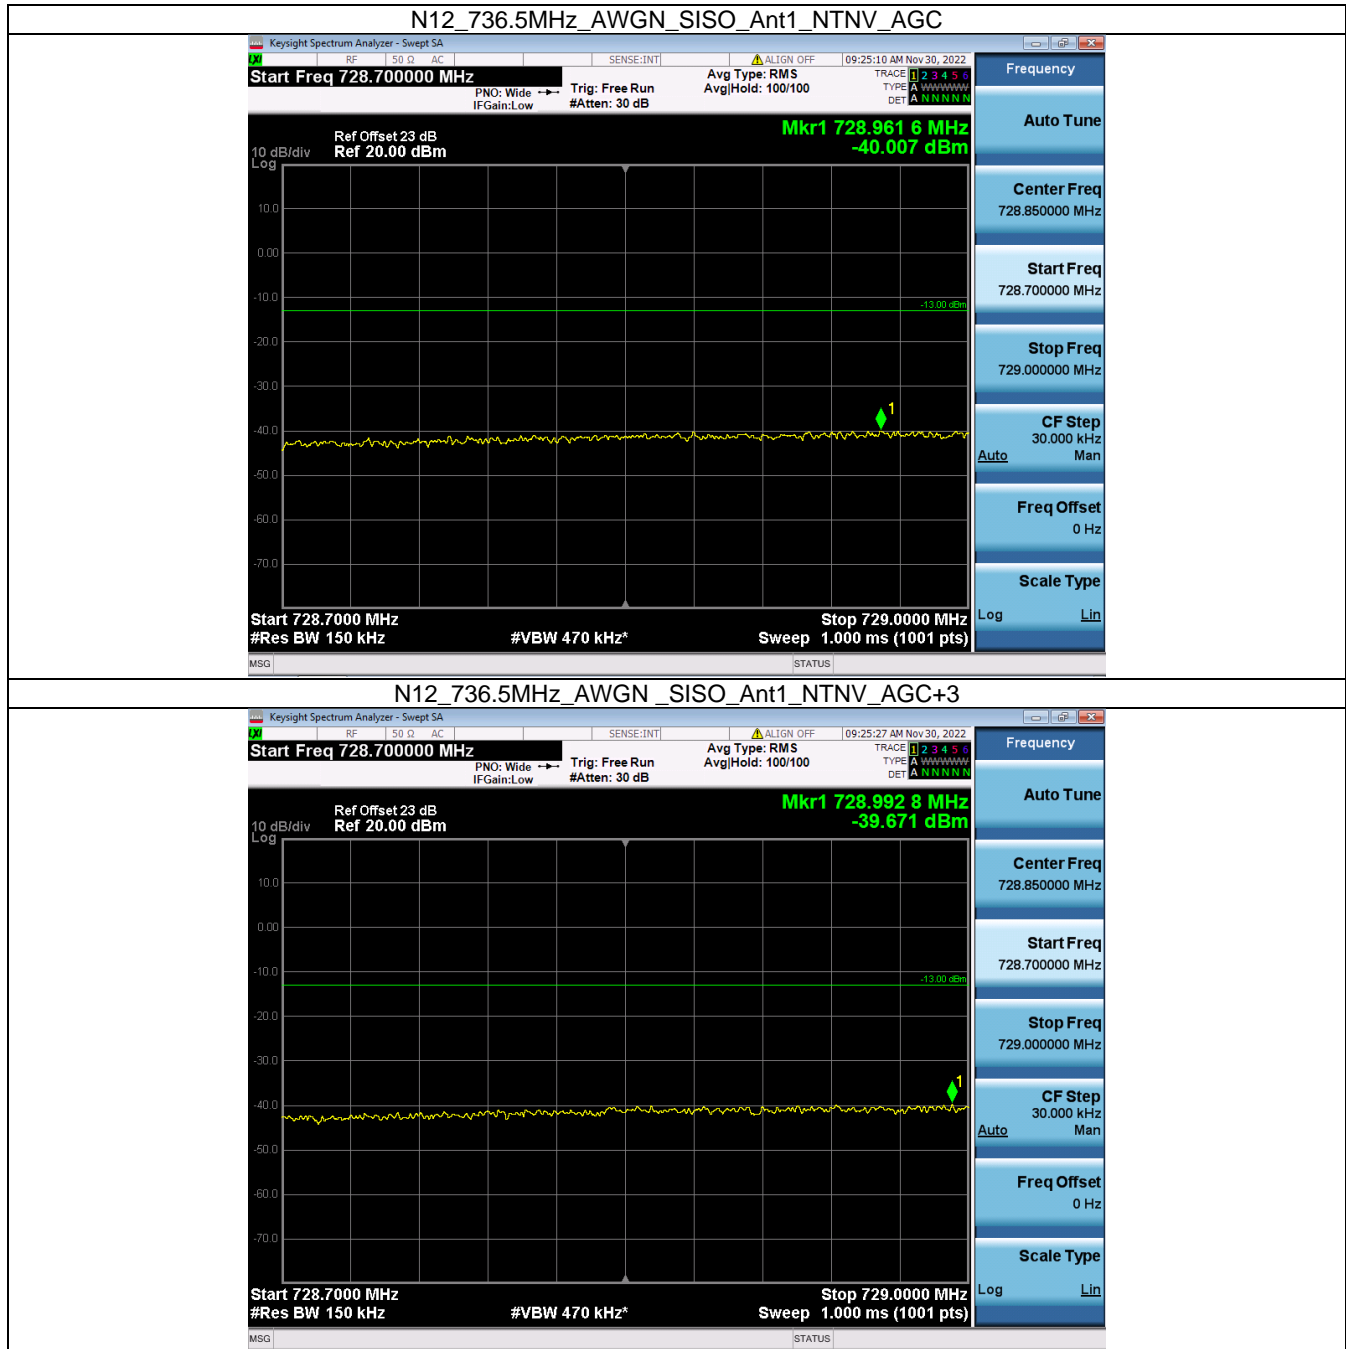 N12_736.5MHz_AWGN_SISO_Ant1_NTNV_AGC
Keysight Spectrum Analyzer - Swept SA
LXI RF 50 Ω AC SENSE:INT ALIGN OFF 09:25:10 AM Nov 30, 2022
Start Freq 728.700000 MHz
PNO: Wide
IFGain:Low
Trig: Free Run
#Atten: 30 dB
Avg Type: RMS
Avg|Hold: 100/100
TRACE 1 2 3 4 5 6
TYPE A WWWWW
DET A N N N N N
Ref Offset 23 dB
10 dB/div Ref 20.00 dBm
Log
Mkr1 728.961 6 MHz
-40.007 dBm
10.0
0.00
-10.0
-13.00 dBm
-20.0
-30.0
1
-40.0
-50.0
-60.0
-70.0
Start 728.7000 MHz Stop 729.0000 MHz
#Res BW 150 kHz #VBW 470 kHz* Sweep 1.000 ms (1001 pts)
MSG STATUS
Frequency
Auto Tune
Center Freq
728.850000 MHz
Start Freq
728.700000 MHz
Stop Freq
729.000000 MHz
CF Step
30.000 kHz
Auto Man
Freq Offset
0 Hz
Scale Type
Log Lin
N12_736.5MHz_AWGN _SISO_Ant1_NTNV_AGC+3
Keysight Spectrum Analyzer - Swept SA
LXI RF 50 Ω AC SENSE:INT ALIGN OFF 09:25:27 AM Nov 30, 2022
Start Freq 728.700000 MHz
PNO: Wide
IFGain:Low
Trig: Free Run
#Atten: 30 dB
Avg Type: RMS
Avg|Hold: 100/100
TRACE 1 2 3 4 5 6
TYPE A WWWWW
DET A N N N N N
Ref Offset 23 dB
10 dB/div Ref 20.00 dBm
Log
Mkr1 728.992 8 MHz
-39.671 dBm
10.0
0.00
-10.0
-13.00 dBm
-20.0
-30.0
1
-40.0
-50.0
-60.0
-70.0
Start 728.7000 MHz Stop 729.0000 MHz
#Res BW 150 kHz #VBW 470 kHz* Sweep 1.000 ms (1001 pts)
MSG STATUS
Frequency
Auto Tune
Center Freq
728.850000 MHz
Start Freq
728.700000 MHz
Stop Freq
729.000000 MHz
CF Step
30.000 kHz
Auto Man
Freq Offset
0 Hz
Scale Type
Log Lin